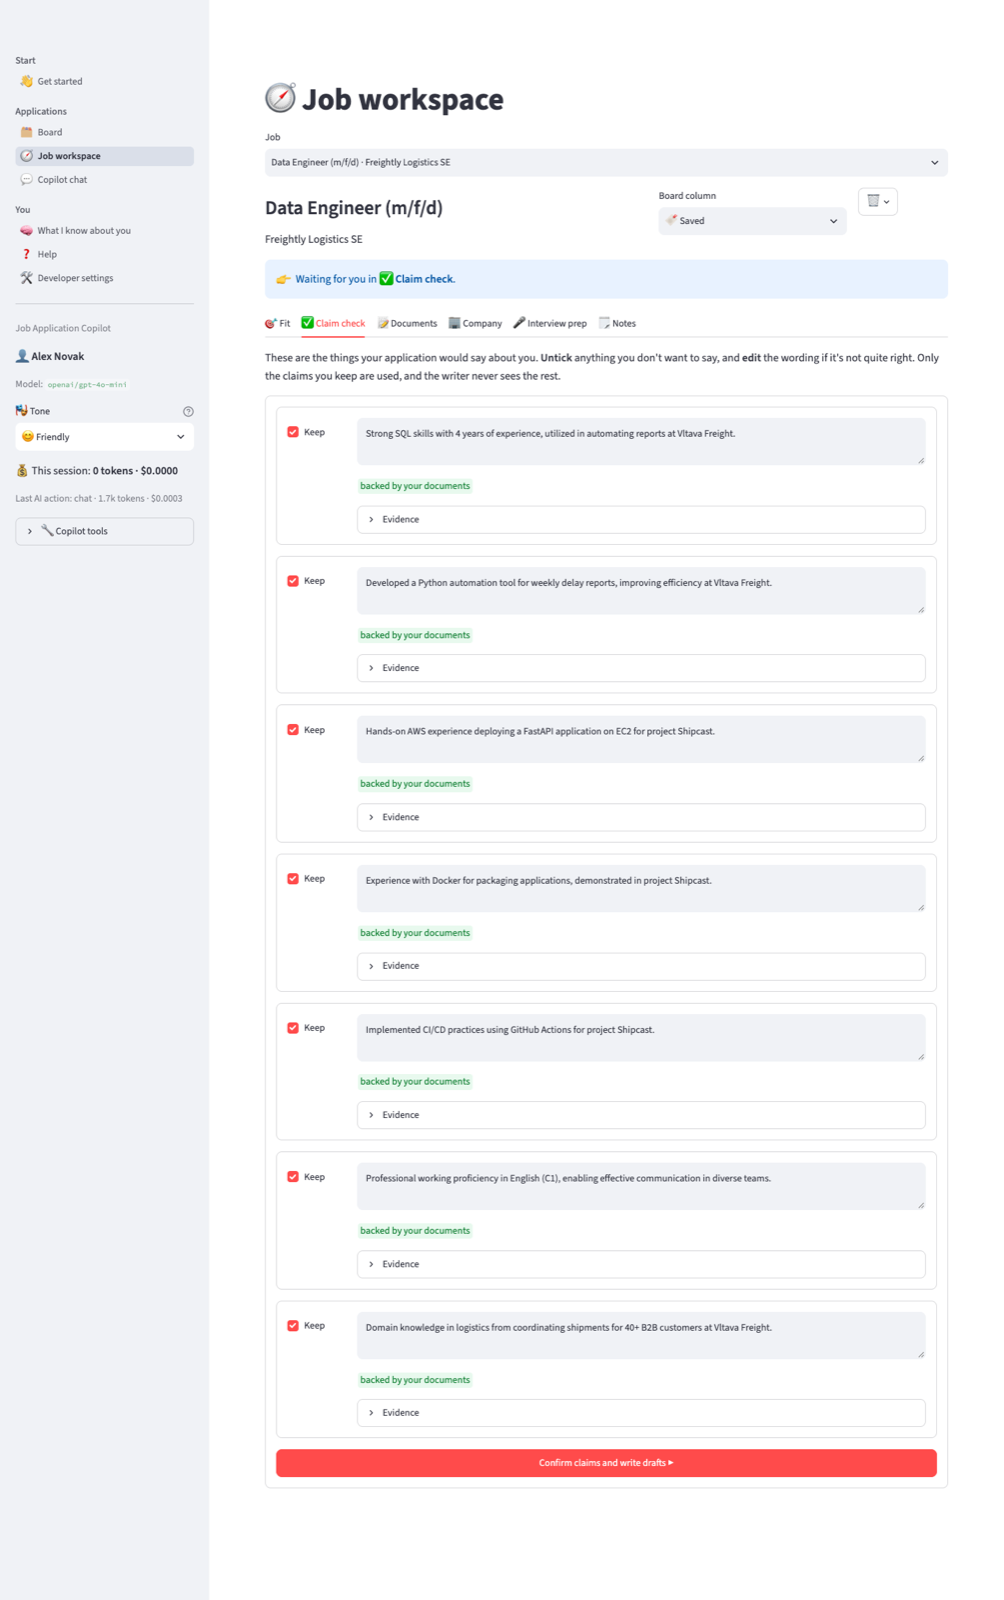 Start
Get started
Applications
Board
Job workspace
Copilot chat
You
What I know about you
Help
Developer settings
Job Application Copilot
Alex Novak
Model: openai/gpt-4o-mini
Tone
Friendly
This session: 0 tokens · $0.0000
Last AI action: chat · 1.7k tokens · $0.0003
Copilot tools
Job workspace
Job
Data Engineer (m/f/d) · Freightly Logistics SE
Data Engineer (m/f/d)
Board column
Saved
Freightly Logistics SE
Waiting for you in Claim check.
Fit Claim check Documents Company Interview prep Notes
These are the things your application would say about you. Untick anything you don't want to say, and edit the wording if it's not quite right. Only
the claims you keep are used, and the writer never sees the rest.
Keep
Strong SQL skills with 4 years of experience, utilized in automating reports at Vltava Freight.
backed by your documents
Evidence
Keep
Developed a Python automation tool for weekly delay reports, improving efficiency at Vltava Freight.
backed by your documents
Evidence
Keep
Hands-on AWS experience deploying a FastAPI application on EC2 for project Shipcast.
backed by your documents
Evidence
Keep
Experience with Docker for packaging applications, demonstrated in project Shipcast.
backed by your documents
Evidence
Keep
Implemented CI/CD practices using GitHub Actions for project Shipcast.
backed by your documents
Evidence
Keep
Professional working proficiency in English (C1), enabling effective communication in diverse teams.
backed by your documents
Evidence
Keep
Domain knowledge in logistics from coordinating shipments for 40+ B2B customers at Vltava Freight.
backed by your documents
Evidence
Confirm claims and write drafts